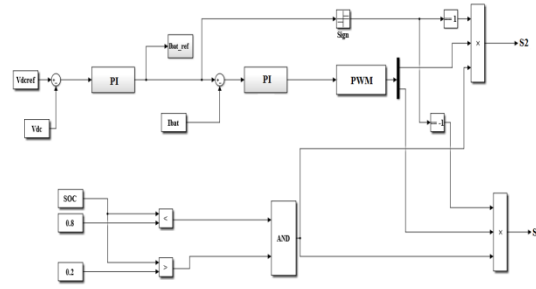 == 1
Sign
S2
Ibat_ref
Vdcref
PI
PI
PWM
x
Vdc
Ibat
== -1
SOC
0.8
<
AND
x
S
0.2
>